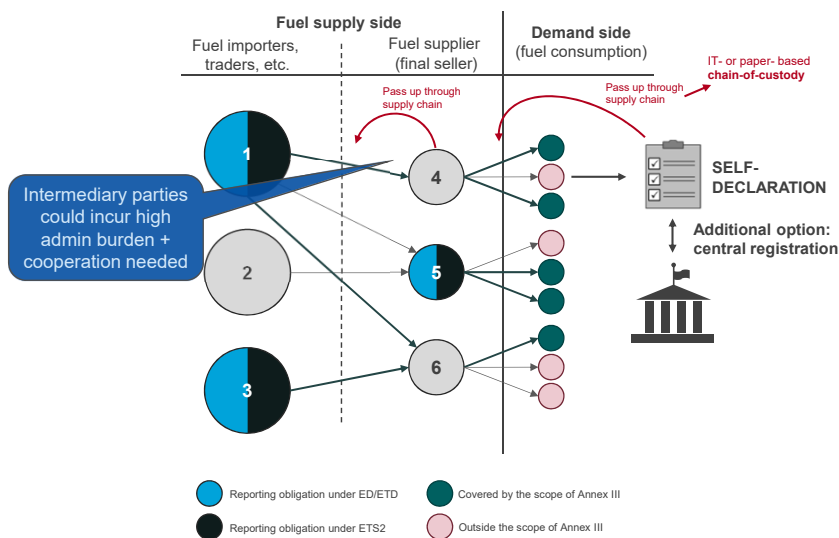 Fuel supply side
Fuel importers,
traders, etc.
Fuel supplier
(final seller)
Demand side
(fuel consumption)
IT- or paper- based
chain-of-custody
Pass up through
supply chain
Pass up through
supply chain
1
4
SELF-
DECLARATION
Intermediary parties
could incur high
admin burden +
cooperation needed
Additional option:
central registration
2
5
3
6
Reporting obligation under ED/ETD
Covered by the scope of Annex III
Reporting obligation under ETS2
Outside the scope of Annex III